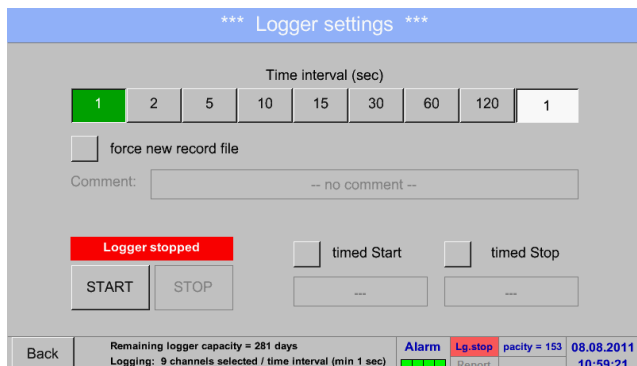 *** Logger settings ***
Time interval (sec)
1 2 5 10 15 30 60 120 1
force new record file
Comment: -- no comment --
Logger stopped
timed Start timed Stop
START STOP --- ---
Back
Remaining logger capacity = 281 days
Alarm Lg.stop pacity = 153 08.08.2011
Logging: 9 channels selected / time interval (min 1 sec)
Report 10:59:21